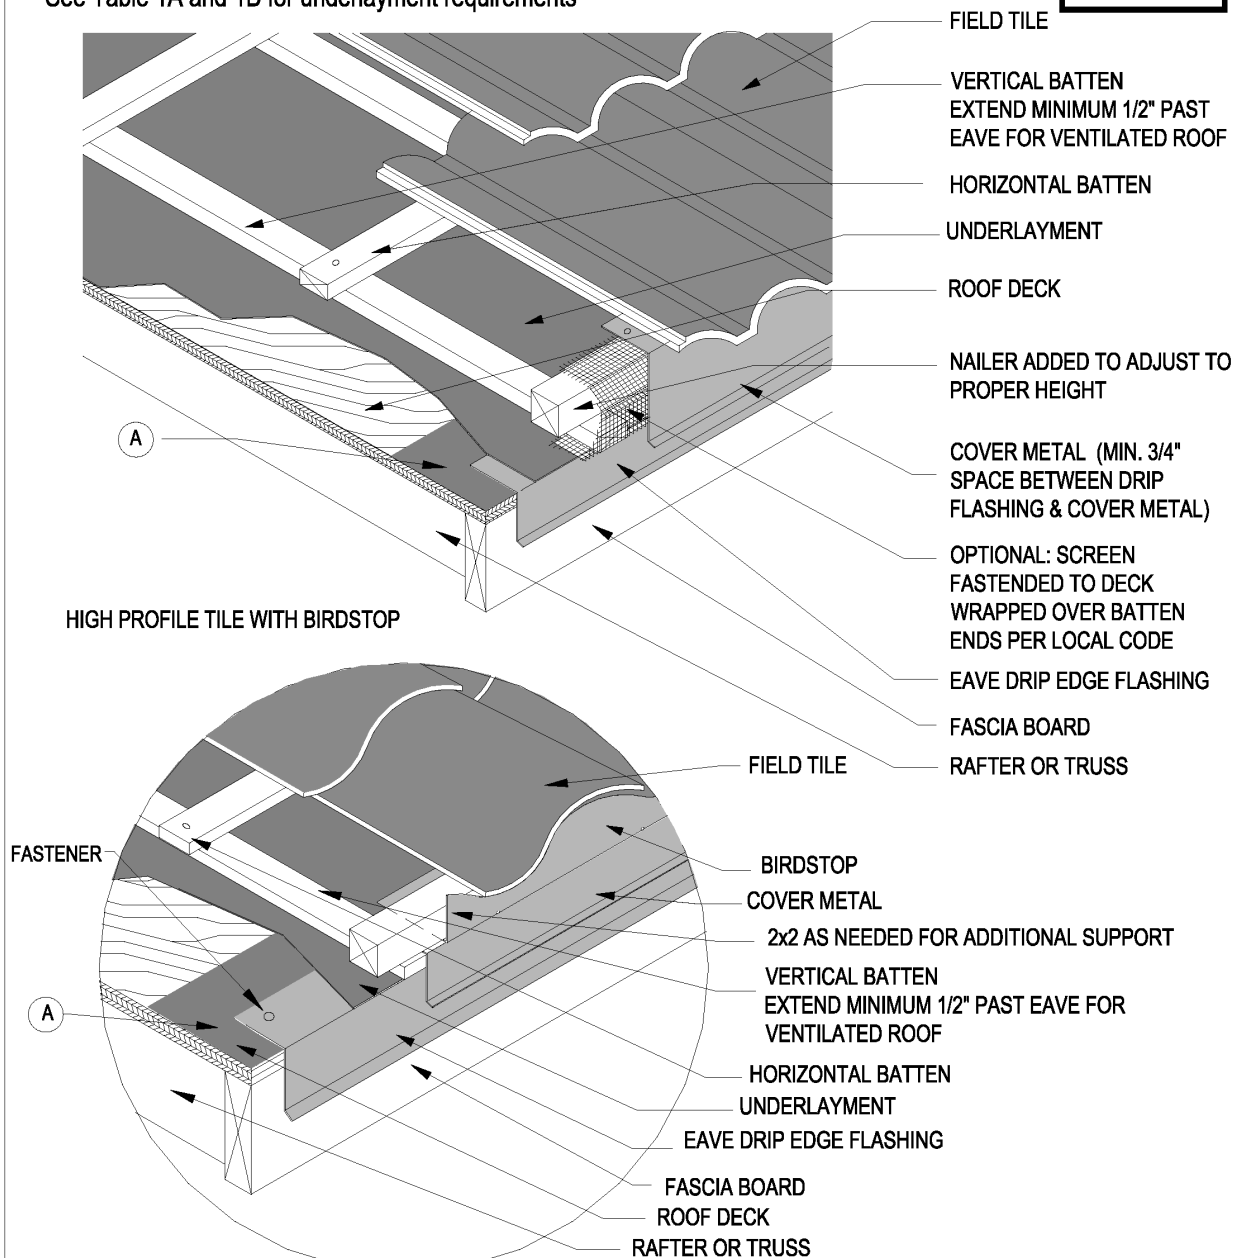 See Table 1A and 1B for underlayment requirements
FIELD TILE
VERTICAL BATTEN
EXTEND MINIMUM 1/2" PAST
EAVE FOR VENTILATED ROOF
HORIZONTAL BATTEN
UNDERLAYMENT
ROOF DECK
NAILER ADDED TO ADJUST TO
PROPER HEIGHT
A
COVER METAL (MIN. 3/4"
SPACE BETWEEN DRIP
FLASHING & COVER METAL)
OPTIONAL: SCREEN
FASTENDED TO DECK
WRAPPED OVER BATTEN
ENDS PER LOCAL CODE
HIGH PROFILE TILE WITH BIRDSTOP
EAVE DRIP EDGE FLASHING
FASCIA BOARD
RAFTER OR TRUSS
FIELD TILE
FASTENER
BIRDSTOP
COVER METAL
2x2 AS NEEDED FOR ADDITIONAL SUPPORT
VERTICAL BATTEN
EXTEND MINIMUM 1/2" PAST EAVE FOR
VENTILATED ROOF
A
HORIZONTAL BATTEN
UNDERLAYMENT
EAVE DRIP EDGE FLASHING
FASCIA BOARD
ROOF DECK
RAFTER OR TRUSS